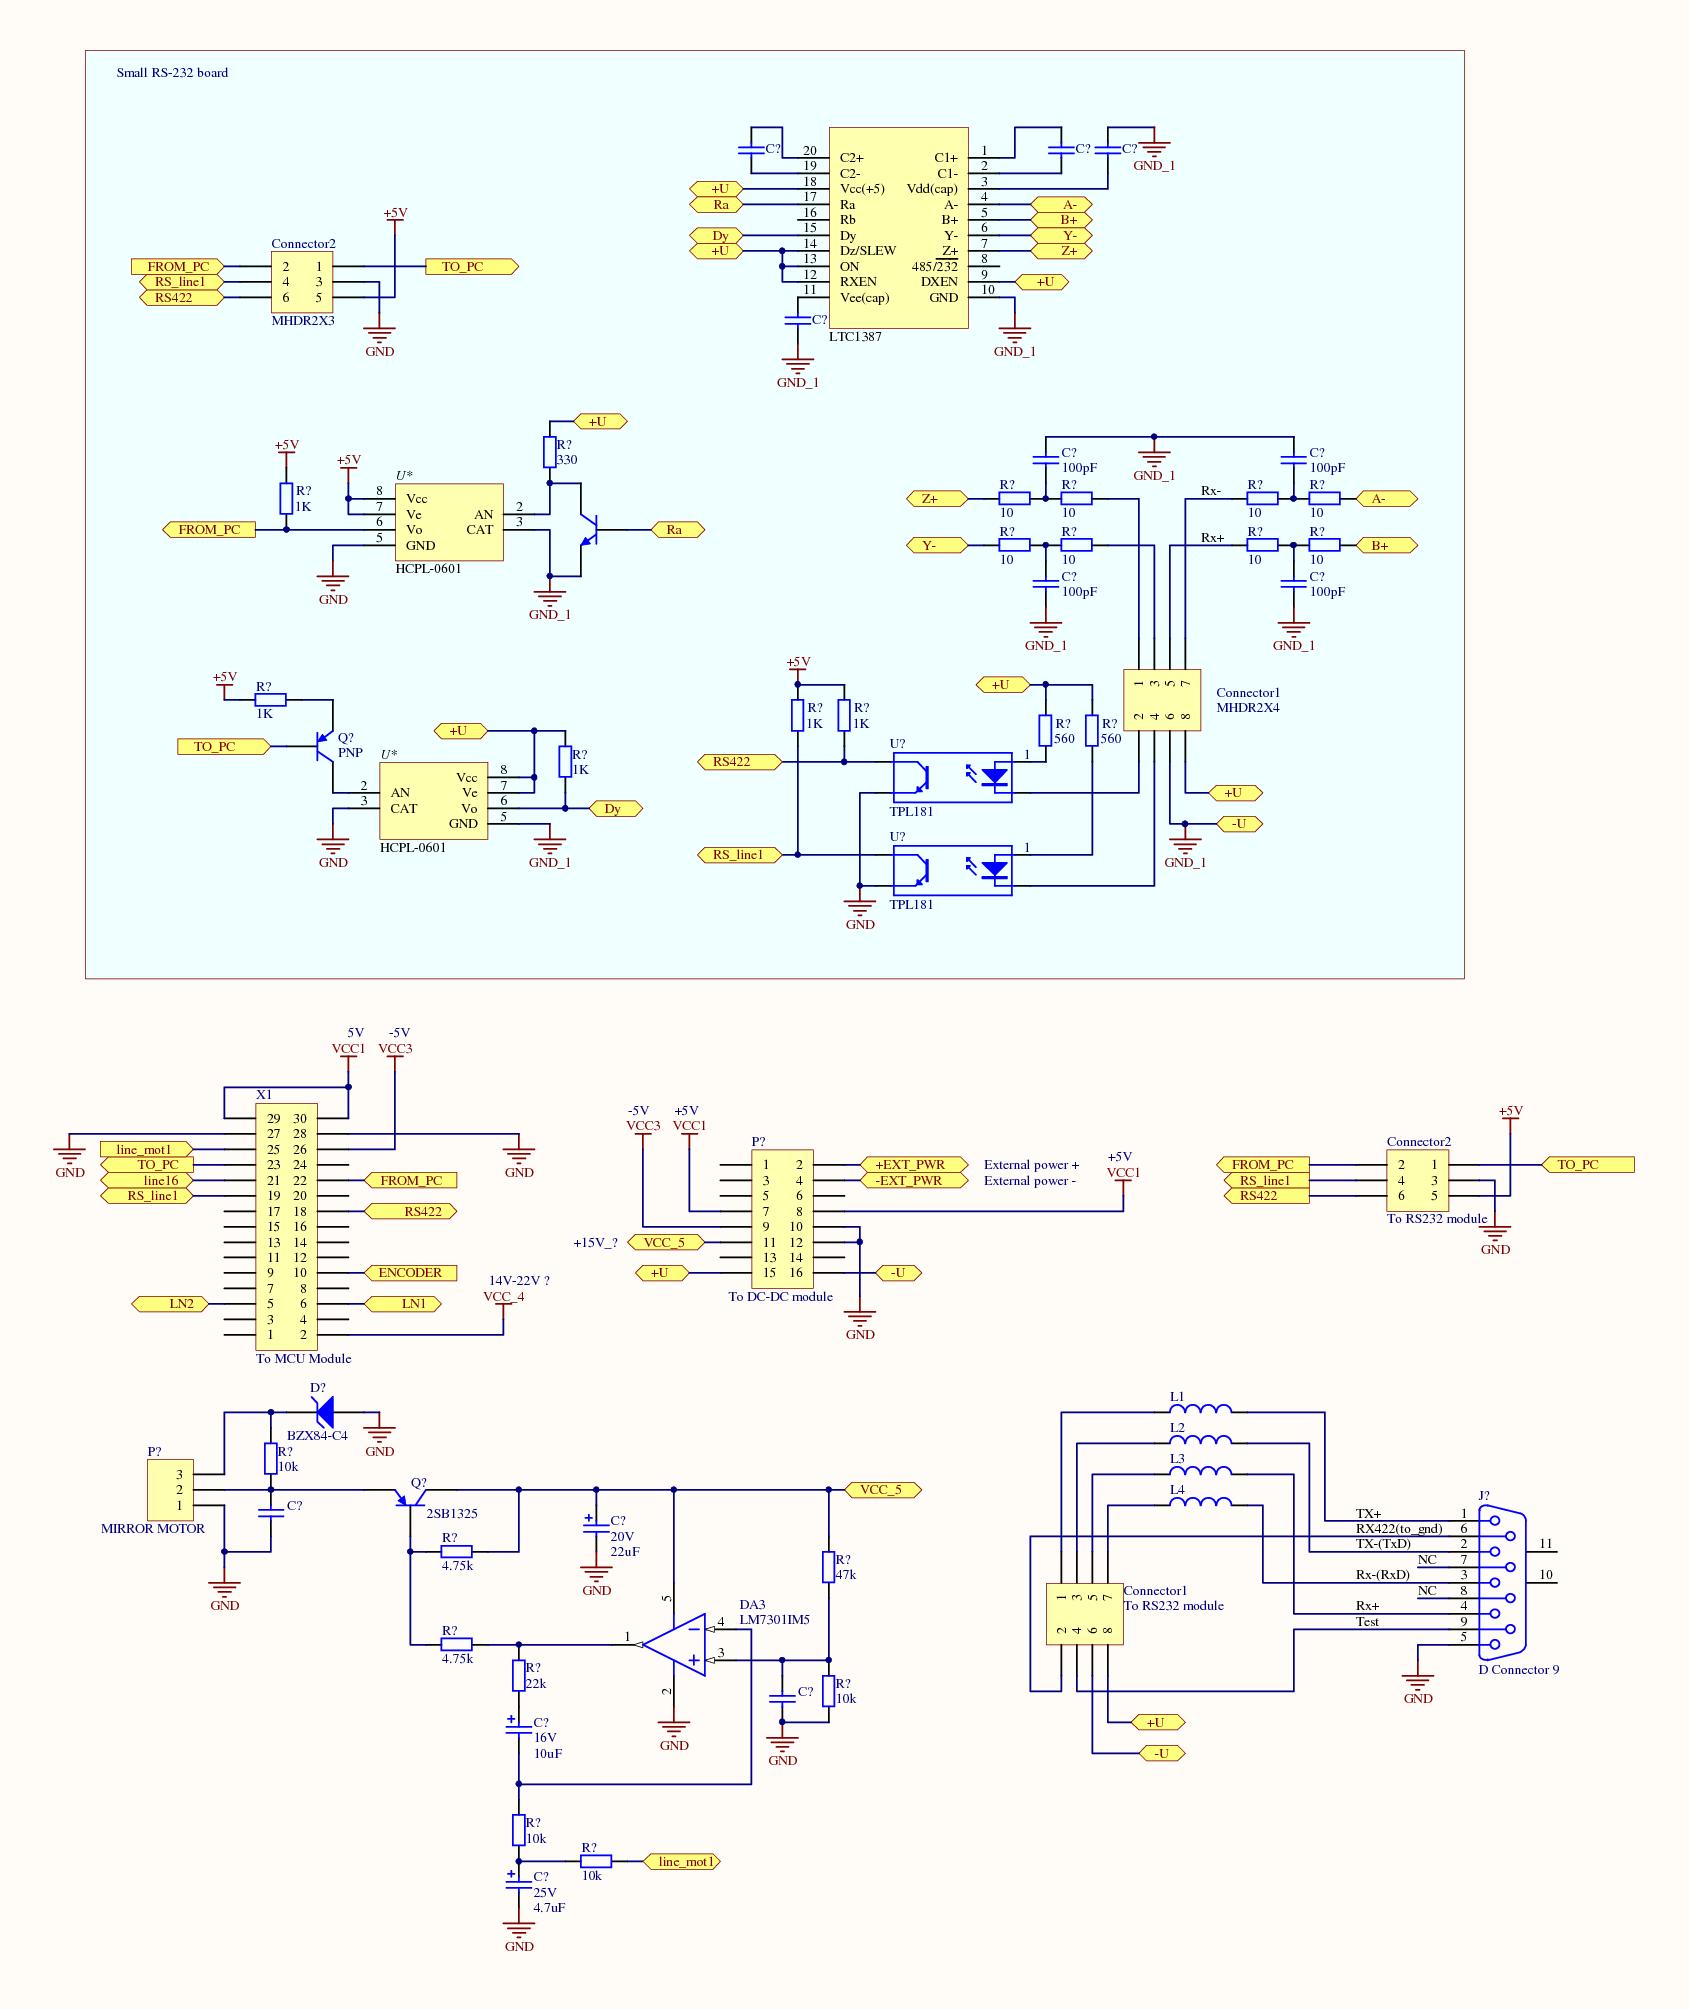 Small RS-232 board
+5V
Connector2
FROM_PC 2 1 TO_PC
RS_line1 4 3
RS422 6 5
MHDR2X3
GND
C? C? C? GND_1
20 C2+ C1+ 1
19 C2- C1- 2
+U 18 Vcc(+5) Vdd(cap) 3
Ra 17 Ra A- 4 A-
16 Rb B+ 5 B+
Dy 15 Dy Y- 6 Y-
+U 14 Dz/SLEW Z+ 7 Z+
13 ON 485/232 8
12 RXEN DXEN 9 +U
11 Vee(cap) GND 10
C? LTC1387
GND_1
GND_1
+U
R?
330
+5V
+5V
R?
1K
U*
8 Vcc
7 Ve AN 2
FROM_PC 6 Vo CAT 3 Ra
5 GND
HCPL-0601
GND
GND_1
C?
100pF
GND_1
C?
100pF
Z+ R? R? Rx- R? R? A-
10 10 10 10
Y- R? R? Rx+ R? R? B+
10 10 10 10
C?
100pF
C?
100pF
GND_1
GND_1
+5V
R?
1K
TO_PC
Q?
PNP
+U
R?
1K
U*
Vcc 8
2 AN Ve 7
3 CAT Vo 6 Dy
GND 5
HCPL-0601
GND
GND_1
+5V
R?
1K
R?
1K
+U
R?
560
R?
560
1 3 5 7
2 4 6 8
Connector1
MHDR2X4
RS422
U?
1
TPL181
+U
-U
GND_1
RS_line1
U?
1
TPL181
GND
5V -5V
VCC1 VCC3
X1
29 30
GND 27 28 GND
line_mot1 25 26
TO_PC 23 24
line16 21 22 FROM_PC
RS_line1 19 20
17 18 RS422
15 16
13 14
11 12
9 10 ENCODER
7 8
LN2 5 6 LN1
3 4
1 2
14V-22V ?
VCC_4
To MCU Module
-5V +5V
VCC3 VCC1
P?
1 2 +EXT_PWR External power +
3 4 -EXT_PWR External power -
5 6
7 8
+5V
VCC1
9 10
+15V_? VCC_5 11 12
13 14
+U 15 16 -U
To DC-DC module
GND
+5V
Connector2
FROM_PC 2 1 TO_PC
RS_line1 4 3
RS422 6 5
To RS232 module
GND
D?
BZX84-C4
GND
P?
3
2
1
MIRROR MOTOR
R?
10k
C?
GND
Q?
2SB1325
R?
4.75k
C?
20V
22uF
GND
VCC_5
R?
47k
DA3
LM7301IM5
5
4
1
3
2
GND
R?
4.75k
R?
22k
C?
R?
10k
GND
C?
16V
10uF
R?
10k
R?
10k
line_mot1
C?
25V
4.7uF
GND
L1
L2
L3
L4
J?
TX+ 1
RX422(to_gnd) 6
TX-(TxD) 2
NC 7
Rx-(RxD) 3
NC 8
Rx+ 4
Test 9
5
11
10
D Connector 9
GND
1 3 5 7
2 4 6 8
Connector1
To RS232 module
+U
-U